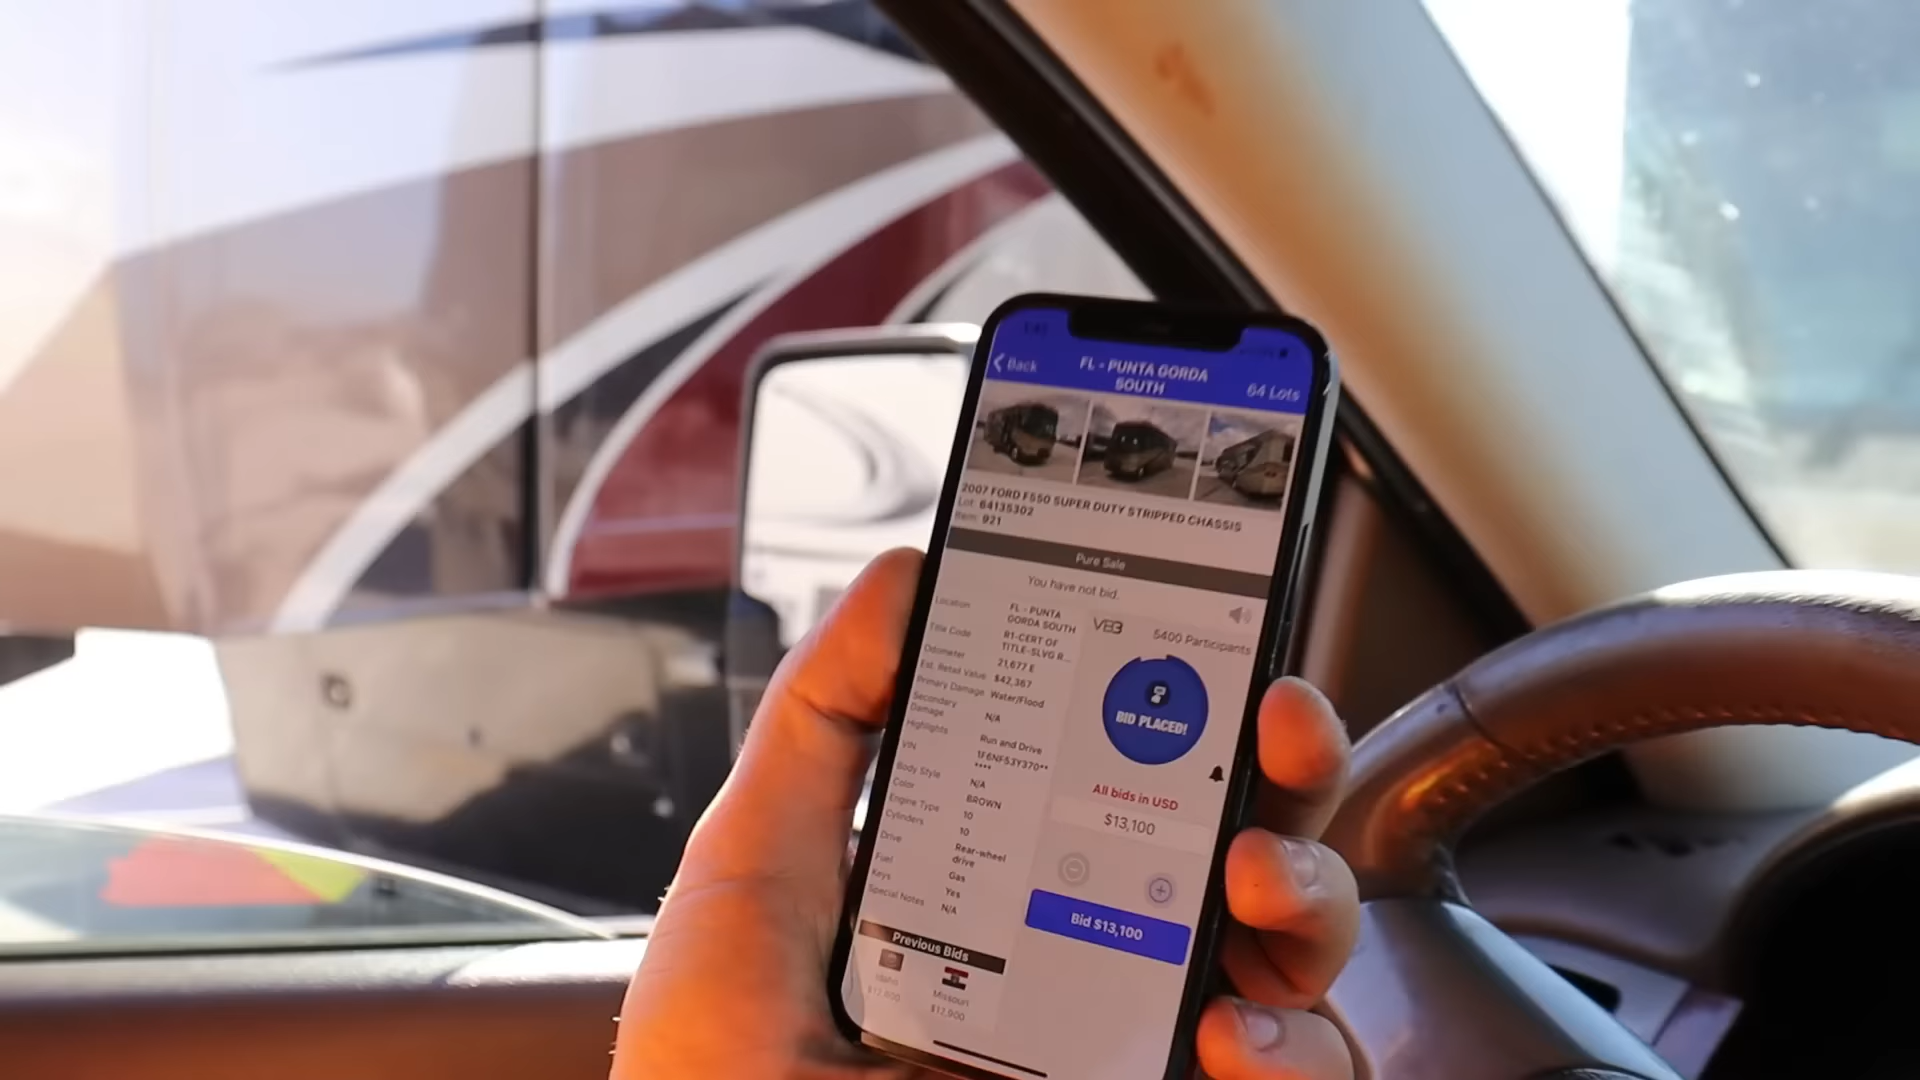 Back
FL - PUNTA GORDA
SOUTH
64 Lots
2007 FORD F550 SUPER DUTY STRIPPED CHASSIS
Lot: 64135302
Item: 921
Pure Sale
You have not bid.
Location FL - PUNTA
GORDA SOUTH
Title Code R1-CERT OF
TITLE-SLVG R...
Odometer 21,677 E
Est. Retail Value $42,367
Primary Damage Water/Flood
Secondary
Damage N/A
Highlights Run and Drive
VIN 1F6NF53Y370**
****
Body Style N/A
Color BROWN
Engine Type 10
Cylinders 10
Drive Rear-wheel
drive
Fuel Gas
Keys Yes
Special Notes N/A
VB3
5400 Participants
BID PLACED!
All bids in USD
$13,100
Bid $13,100
Previous Bids
Idaho
Missouri
$12,900